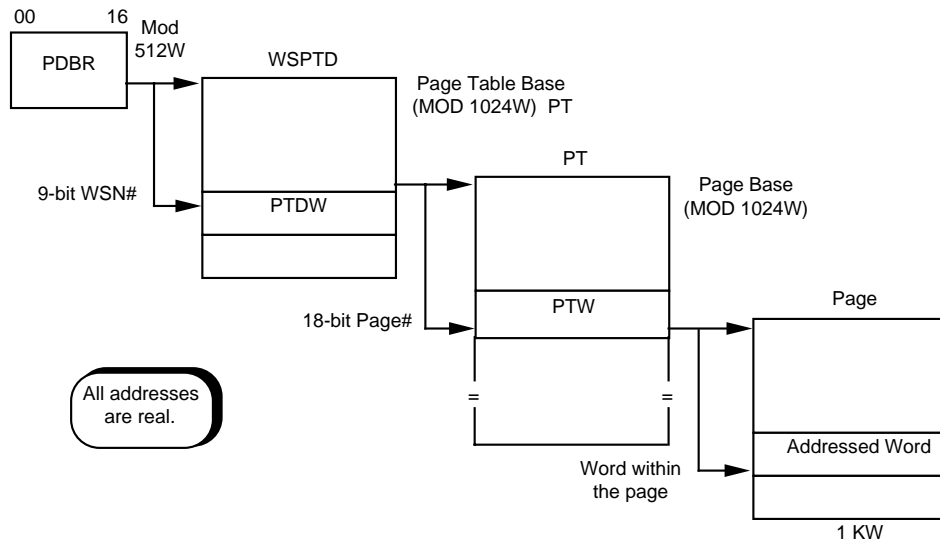 00 16
Mod
512W
PDBR
WSPTD
Page Table Base
(MOD 1024W) PT
PT
9-bit WSN#
PTDW
Page Base
(MOD 1024W)
18-bit Page#
PTW
Page
All addresses
are real.
= =
Addressed Word
Word within
the page
1 KW